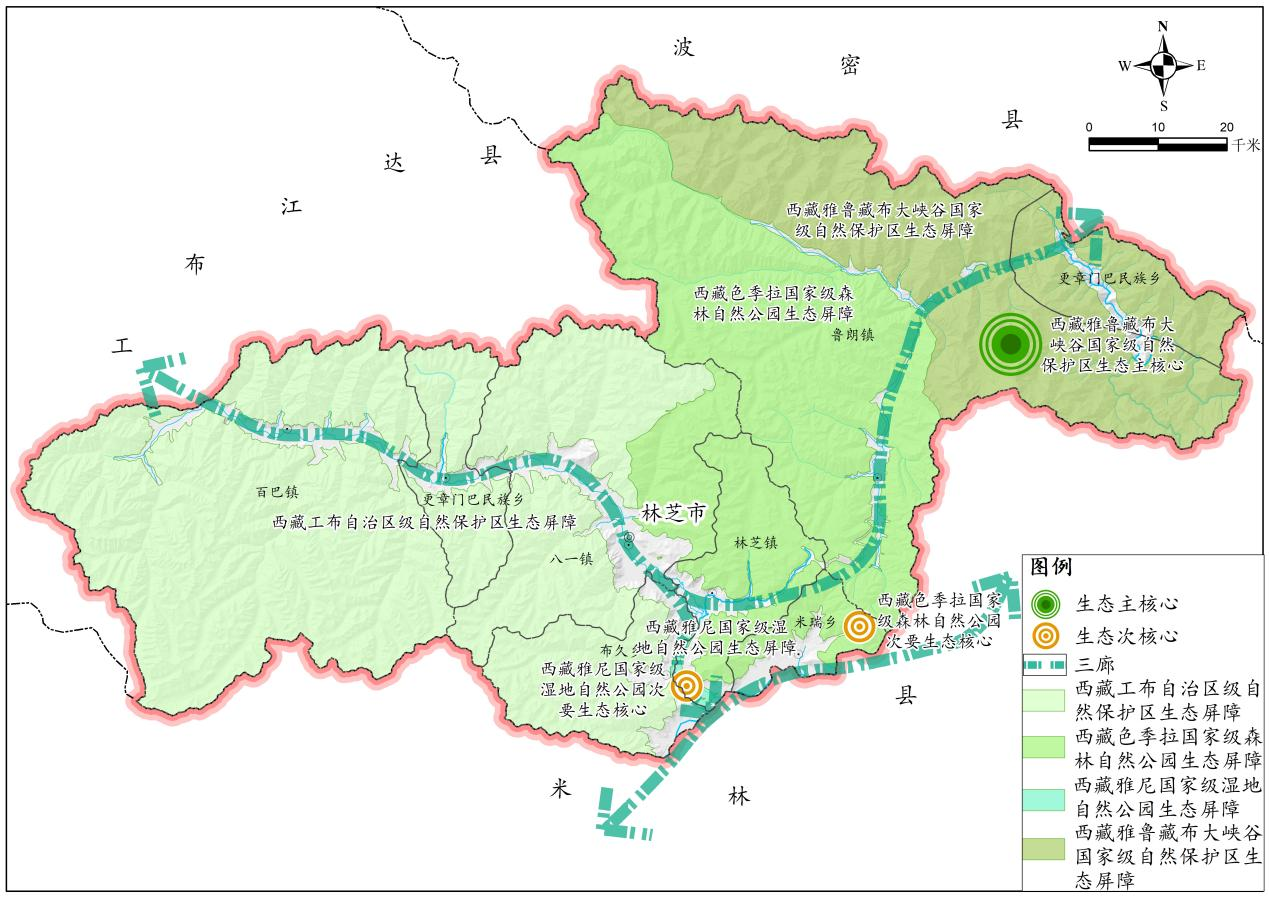 波
密
县
N
W
E
S
0
10
20
千米
达
县
江
布
工
西藏雅鲁藏布大峡谷国家
级自然保护区生态屏障
更章门巴民族乡
西藏色季拉国家级森
林自然公园生态屏障
鲁朗镇
西藏雅鲁藏布大
峡谷国家级自然
保护区生态主核心
百巴镇
更章门巴民族乡
西藏工布自治区级自然保护区生态屏障
林芝市
八一镇
林芝镇
西藏色季拉国家
级森林自然公园
次要生态核心
米瑞乡
西藏雅尼国家级湿
地自然公园生态屏障
布久
西藏雅尼国家级
湿地自然公园次
要生态核心
县
米
林
图例
生态主核心
生态次核心
三廊
西藏工布自治区级自
然保护区生态屏障
西藏色季拉国家级森
林自然公园生态屏障
西藏雅尼国家级湿地
自然公园生态屏障
西藏雅鲁藏布大峡谷
国家级自然保护区生
态屏障